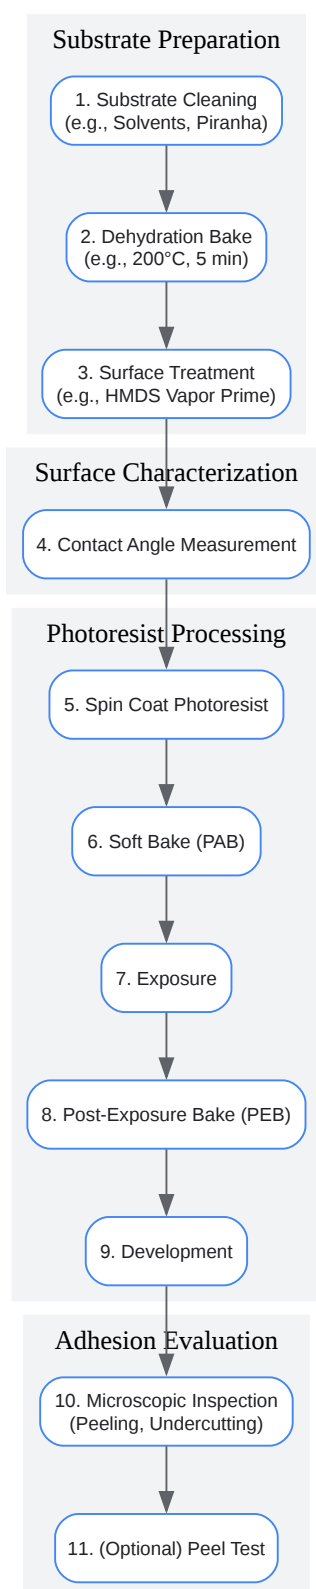 Substrate Preparation
1. Substrate Cleaning
(e.g., Solvents, Piranha)
2. Dehydration Bake
(e.g., 200°C, 5 min)
3. Surface Treatment
(e.g., HMDS Vapor Prime)
Surface Characterization
4. Contact Angle Measurement
Photoresist Processing
5. Spin Coat Photoresist
6. Soft Bake (PAB)
7. Exposure
8. Post-Exposure Bake (PEB)
9. Development
Adhesion Evaluation
10. Microscopic Inspection
(Peeling, Undercutting)
11. (Optional) Peel Test